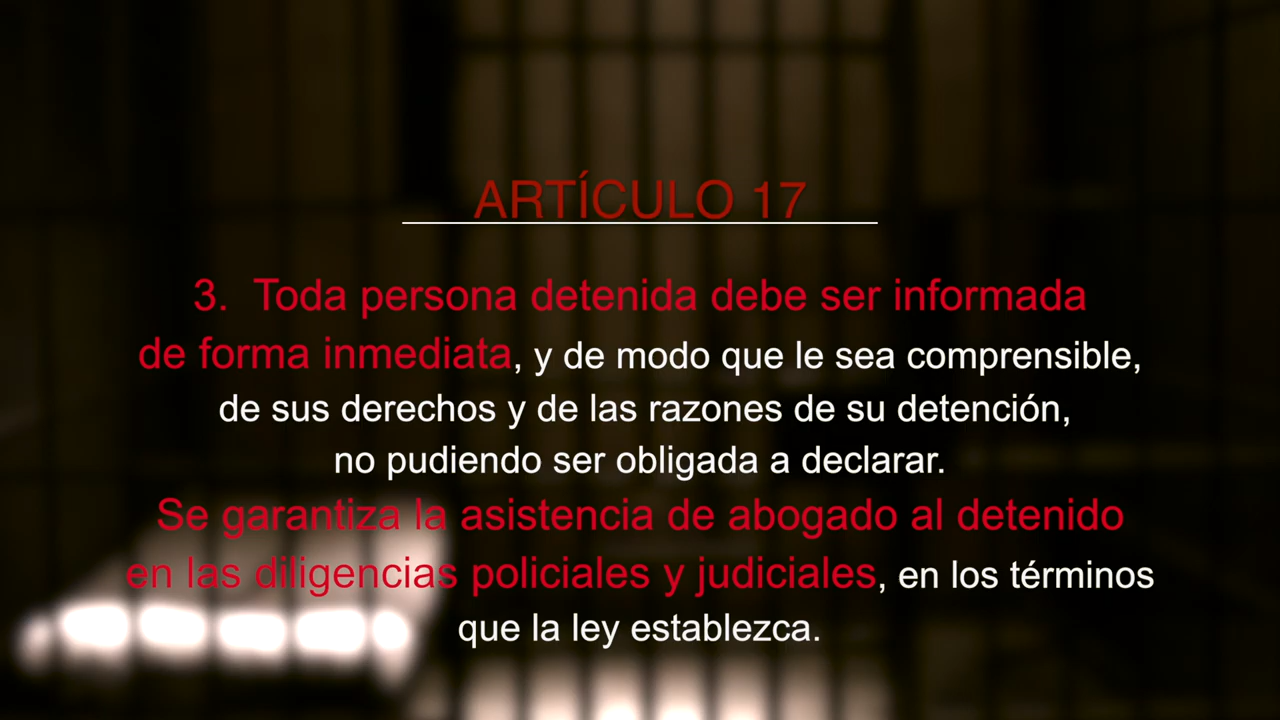 ARTÍCULO 17
3. Toda persona detenida debe ser informada
de forma inmediata, y de modo que le sea comprensible,
de sus derechos y de las razones de su detención,
no pudiendo ser obligada a declarar.
Se garantiza la asistencia de abogado al detenido
en las diligencias policiales y judiciales, en los términos
que la ley establezca.